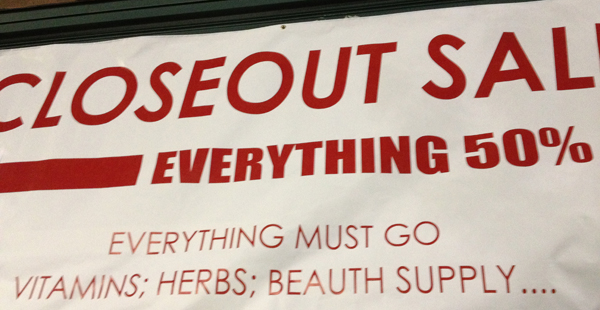 CLOSEOUT SAL
EVERYTHING 50%
EVERYTHING MUST GO
VITAMINS; HERBS; BEAUTH SUPPLY....